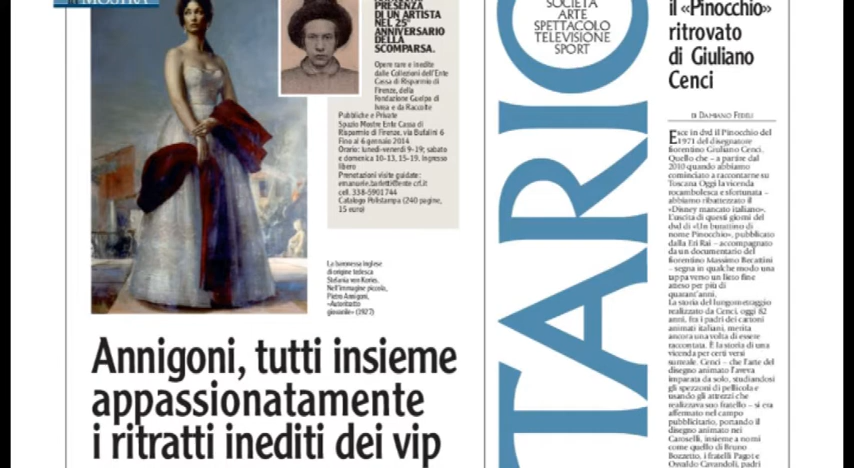 MOSTRA
PRESENZA
DI UN ARTISTA
NEL 25°
ANNIVERSARIO
DELLA
SCOMPARSA.
Opere rare e inedite
dalle Collezioni dell'Ente
Cassa di Risparmio di
Firenze, della
Fondazione Guelpo di
Ivrea e da Raccolte
Pubbliche e Private
Spazio Mostre Ente Cassa di
Risparmio di Firenze, via Bufalini 6
Fino al 6 gennaio 2014
Orario: lunedì-venerdì 9-19; sabato
e domenica 10-13, 15-19. Ingresso
libero
Prenotazioni visite guidate:
cell. 338-5901744
Catalogo Polistampa (240 pagine,
15 euro)
La baronessa inglese
di origine tedesca
Stefania von Kories.
Nell'immagine piccola,
Pietro Annigoni,
«Autoritratto
giovanile» (1927)
Annigoni, tutti insieme
appassionatamente
i ritratti inediti dei vip
SOCIETÀ
ARTE
SPETTACOLO
TELEVISIONE
SPORT
TARIO
il «Pinocchio»
ritrovato
di Giuliano
Cenci
DI DAMIANO FEDELI
Esce in dvd il Pinocchio del
1971 del disegnatore
fiorentino Giuliano Cenci.
Quello che – a partire dal
2010 quando abbiamo
cominciato a raccontarne su
Toscana Oggi la vicenda
rocambolesca e sfortunata –
abbiamo ribattezzato il
«Disney mancato italiano».
L'uscita di questi giorni del
dvd di «Un burattino di
nome Pinocchio», pubblicato
dalla Eri Rai – accompagnato
da un documentario del
fiorentino Massimo Becattini
– segna in qualche modo una
tappa verso un lieto fine
atteso per più di
quarant'anni.
La storia del lungometraggio
realizzato da Cenci, oggi 82
anni, fra i padri dei cartoni
animati italiani, merita
ancora una volta di essere
raccontata. È la storia di una
vicenda per certi versi
surreale. Cenci – che l'arte del
disegno animato l'aveva
imparata da solo, studiandosi
gli spezzoni di pellicola e
usando gli attrezzi che
realizzava suo fratello – si era
affermato nel campo
pubblicitario, portando il
disegno animato nei
Caroselli, insieme a nomi
come quello di Bruno
Bozzetto, i fratelli Pagot e
Osvaldo Cavandoli, padri